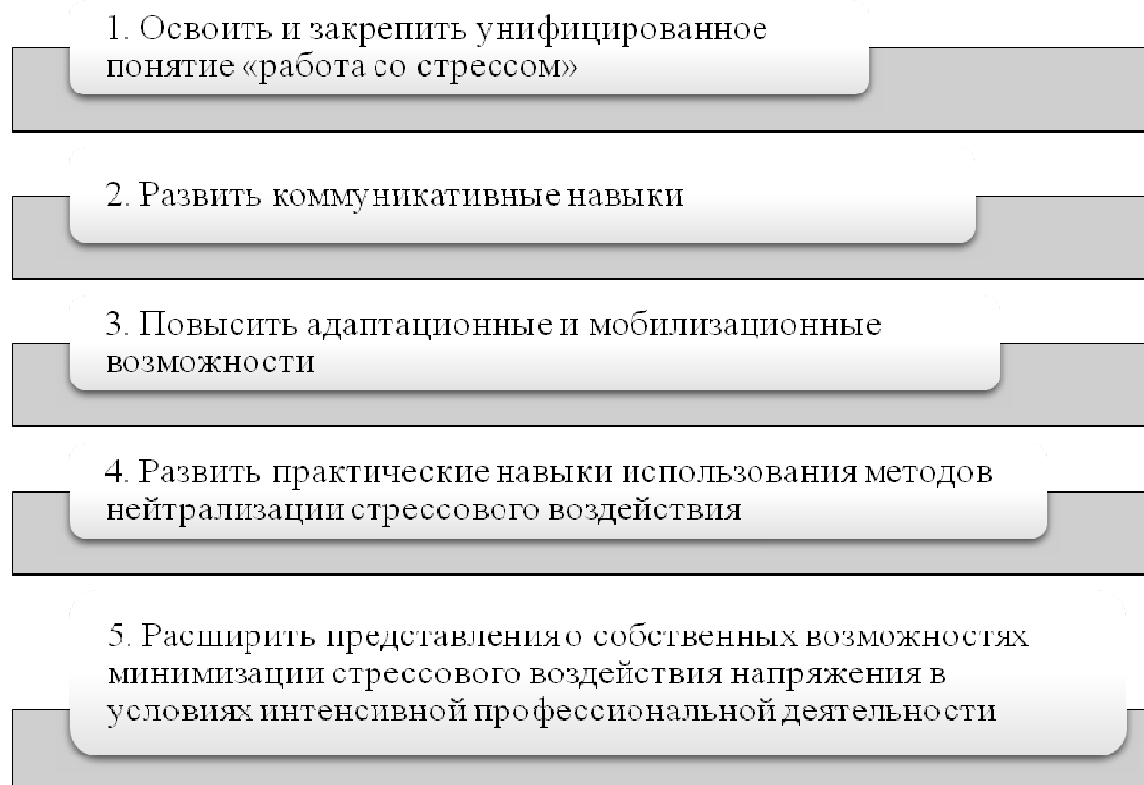 1. Освоить и закрепить унифицированное
понятие «работа со стрессом»
2. Развить коммуникативные навыки
3. Повысить адаптационные и мобилизационные
возможности
4. Развить практические навыки использования методов
нейтрализации стрессового воздействия
5. Расширить представления о собственных возможностях
минимизации стрессового воздействия напряжения в
условиях интенсивной профессиональной деятельности